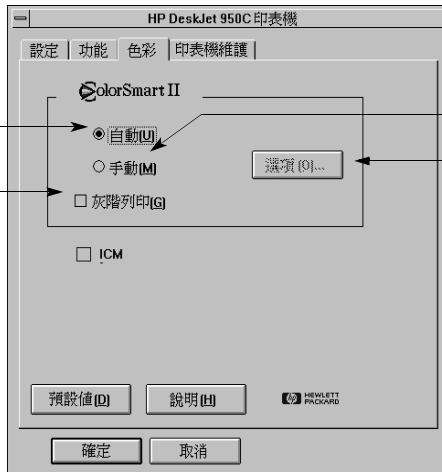 HP DeskJet 950C 印表機
設定 功能 色彩 印表機維護
ColorSmart II
自動(U)
手動(M)
選項(O)...
灰階列印(G)
ICM
預設值(D) 說明(H) HEWLETT PACKARD
確定 取消